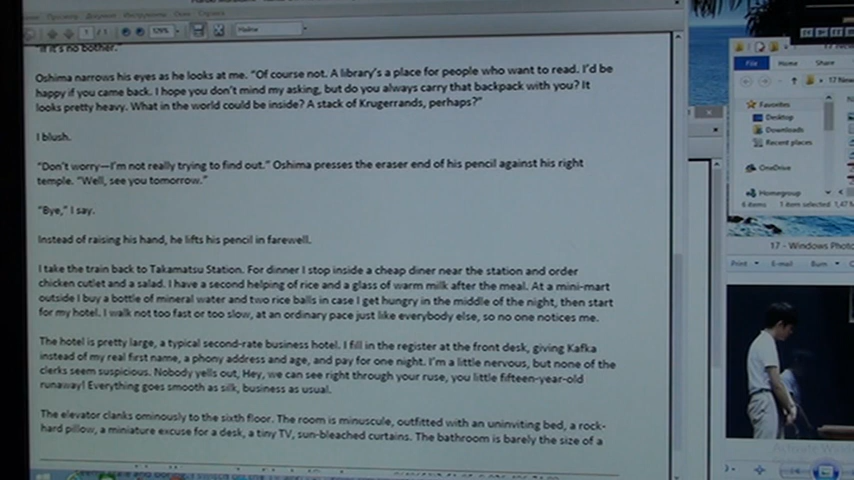 129%
"If it's no bother."
Oshima narrows his eyes as he looks at me. "Of course not. A library's a place for people who want to read. I'd be
happy if you came back. I hope you don't mind my asking, but do you always carry that backpack with you? It
looks pretty heavy. What in the world could be inside? A stack of Krugerrands, perhaps?"
I blush.
"Don't worry—I'm not really trying to find out." Oshima presses the eraser end of his pencil against his right
temple. "Well, see you tomorrow."
"Bye," I say.
Instead of raising his hand, he lifts his pencil in farewell.
I take the train back to Takamatsu Station. For dinner I stop inside a cheap diner near the station and order
chicken cutlet and a salad. I have a second helping of rice and a glass of warm milk after the meal. At a mini-mart
outside I buy a bottle of mineral water and two rice balls in case I get hungry in the middle of the night, then start
for my hotel. I walk not too fast or too slow, at an ordinary pace just like everybody else, so no one notices me.
The hotel is pretty large, a typical second-rate business hotel. I fill in the register at the front desk, giving Kafka
instead of my real first name, a phony address and age, and pay for one night. I'm a little nervous, but none of the
clerks seem suspicious. Nobody yells out, Hey, we can see right through your ruse, you little fifteen-year-old
runaway! Everything goes smooth as silk, business as usual.
The elevator clanks ominously to the sixth floor. The room is minuscule, outfitted with an uninviting bed, a rock-
hard pillow, a miniature excuse for a desk, a tiny TV, sun-bleached curtains. The bathroom is barely the size of a
17 New
File Home Share
17 New
Favorites
Desktop
Downloads
Recent places
OneDrive
Homegroup
6 items 1 item selected 1,47 M
17 - Windows Photo
Print E-mail Burn